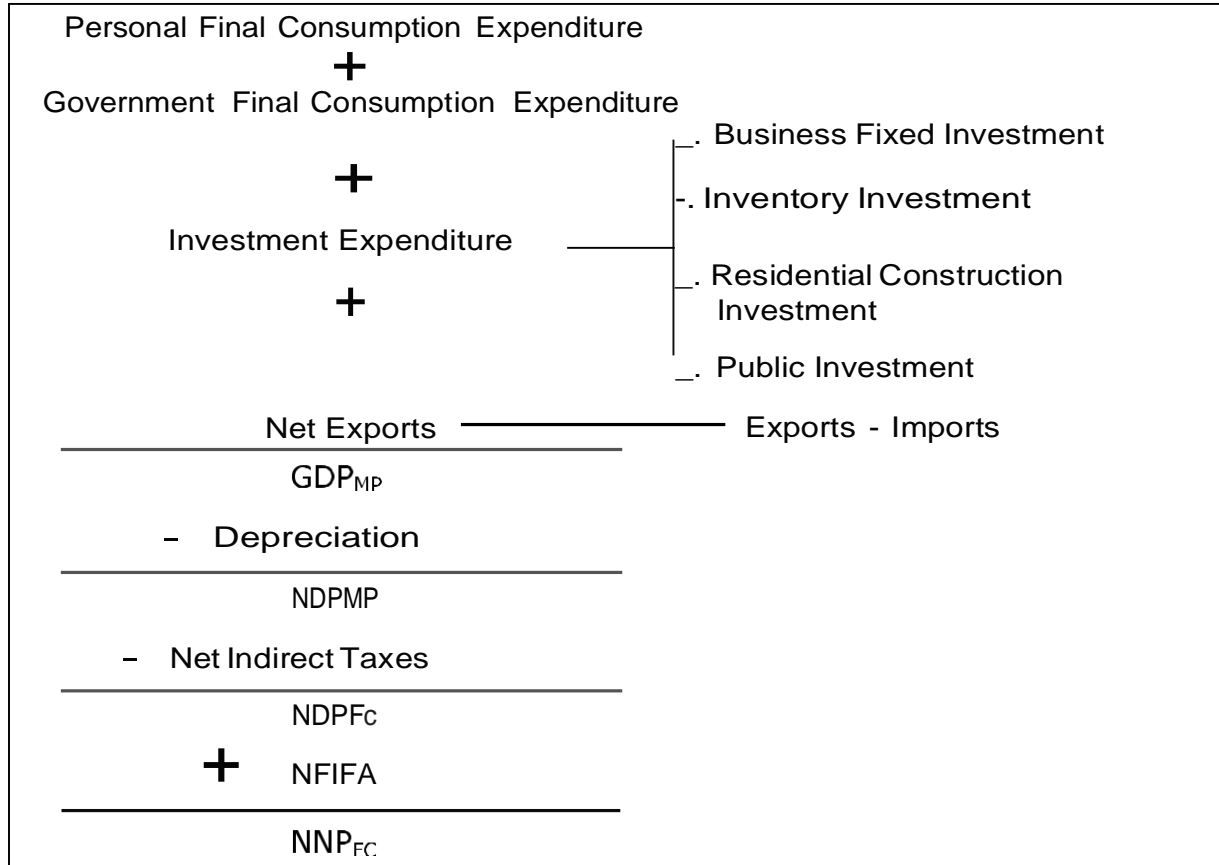 Personal Final Consumption Expenditure
+
Government Final Consumption Expenditure
_. Business Fixed Investment
+
-. Inventory Investment
Investment Expenditure
_. Residential Construction
Investment
+
_. Public Investment
Net Exports Exports - Imports
GDPMP
- Depreciation
NDPMP
- Net Indirect Taxes
NDPFc
+ NFIFA
NNPFC